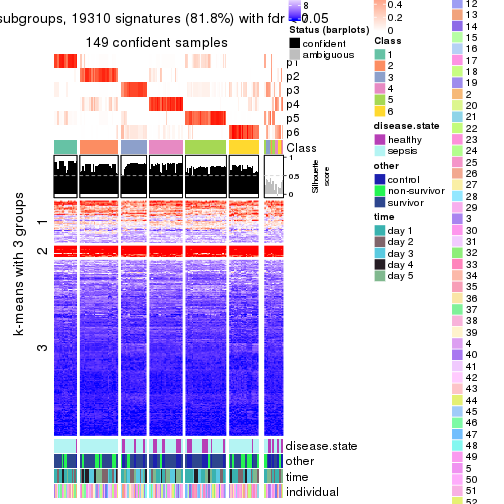 subgroups, 19310 signatures (81.8%) with fdr < 0.05
149 confident samples
p1
p2
p3
p4
p5
p6
Class
1
0.5
0
Silhouette
score
k-means with 3 groups
1
2
3
disease.state
other
time
individual
8
0
Status (barplots)
confident
ambiguous
0.4
0.2
0
Class
1
2
3
4
5
6
disease.state
healthy
sepsis
other
control
non-survivor
survivor
time
day 1
day 2
day 3
day 4
day 5
12
13
14
15
16
17
18
19
2
20
21
22
23
24
25
26
27
28
29
3
30
31
32
33
34
35
36
37
38
39
4
40
41
42
43
44
45
46
47
48
49
5
50
51
52